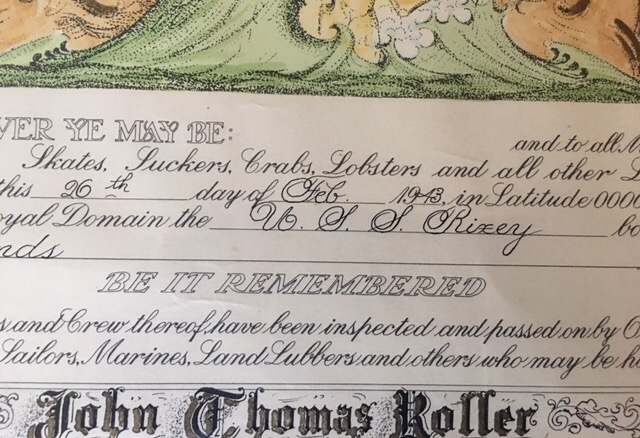 VER YE MAY BE:
and to all
Skates, Suckers, Crabs, Lobsters and all other
this 26 th day of Feb. 1943, in Latitude 0000
oyal Domain the U. S. S. Rixey bo
nds
BE IT REMEMBERED
s and Crew thereof, have been inspected and passed on by O
Sailors, Marines, Land Lubbers and others who may be h
John Thomas Roller